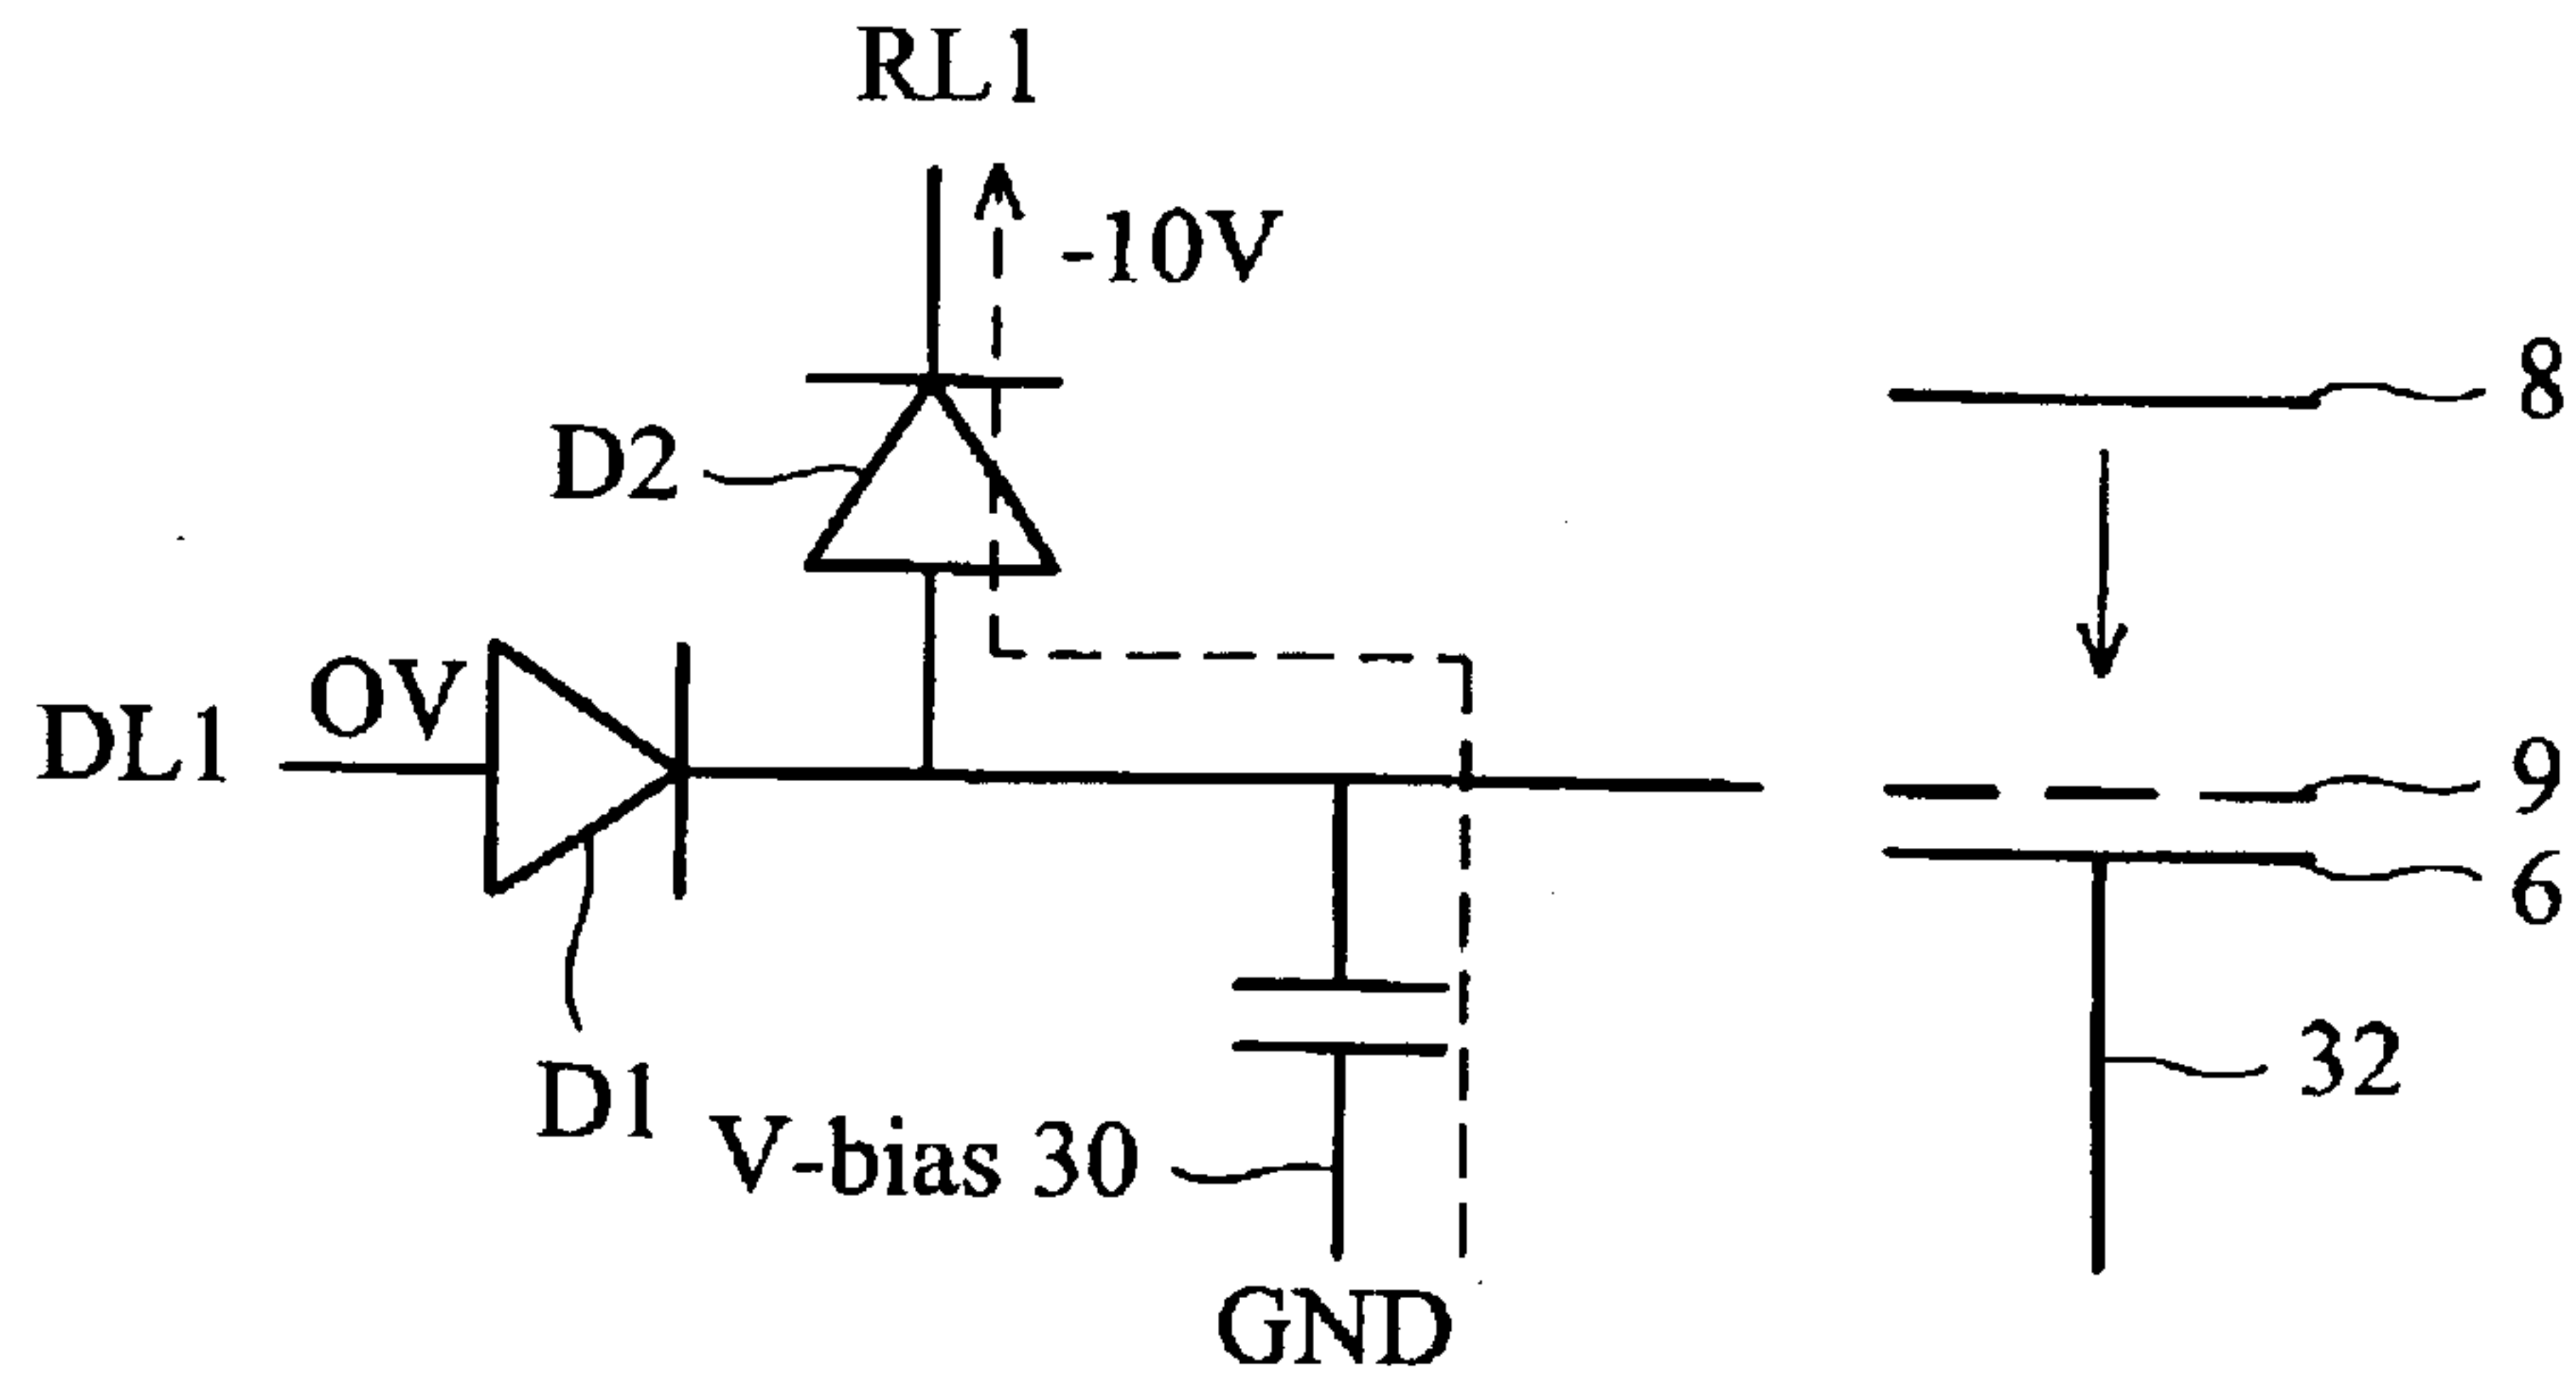 RL1
-10V
8
D2
OV
DL1
9
6
32
D1
V-bias 30
GND